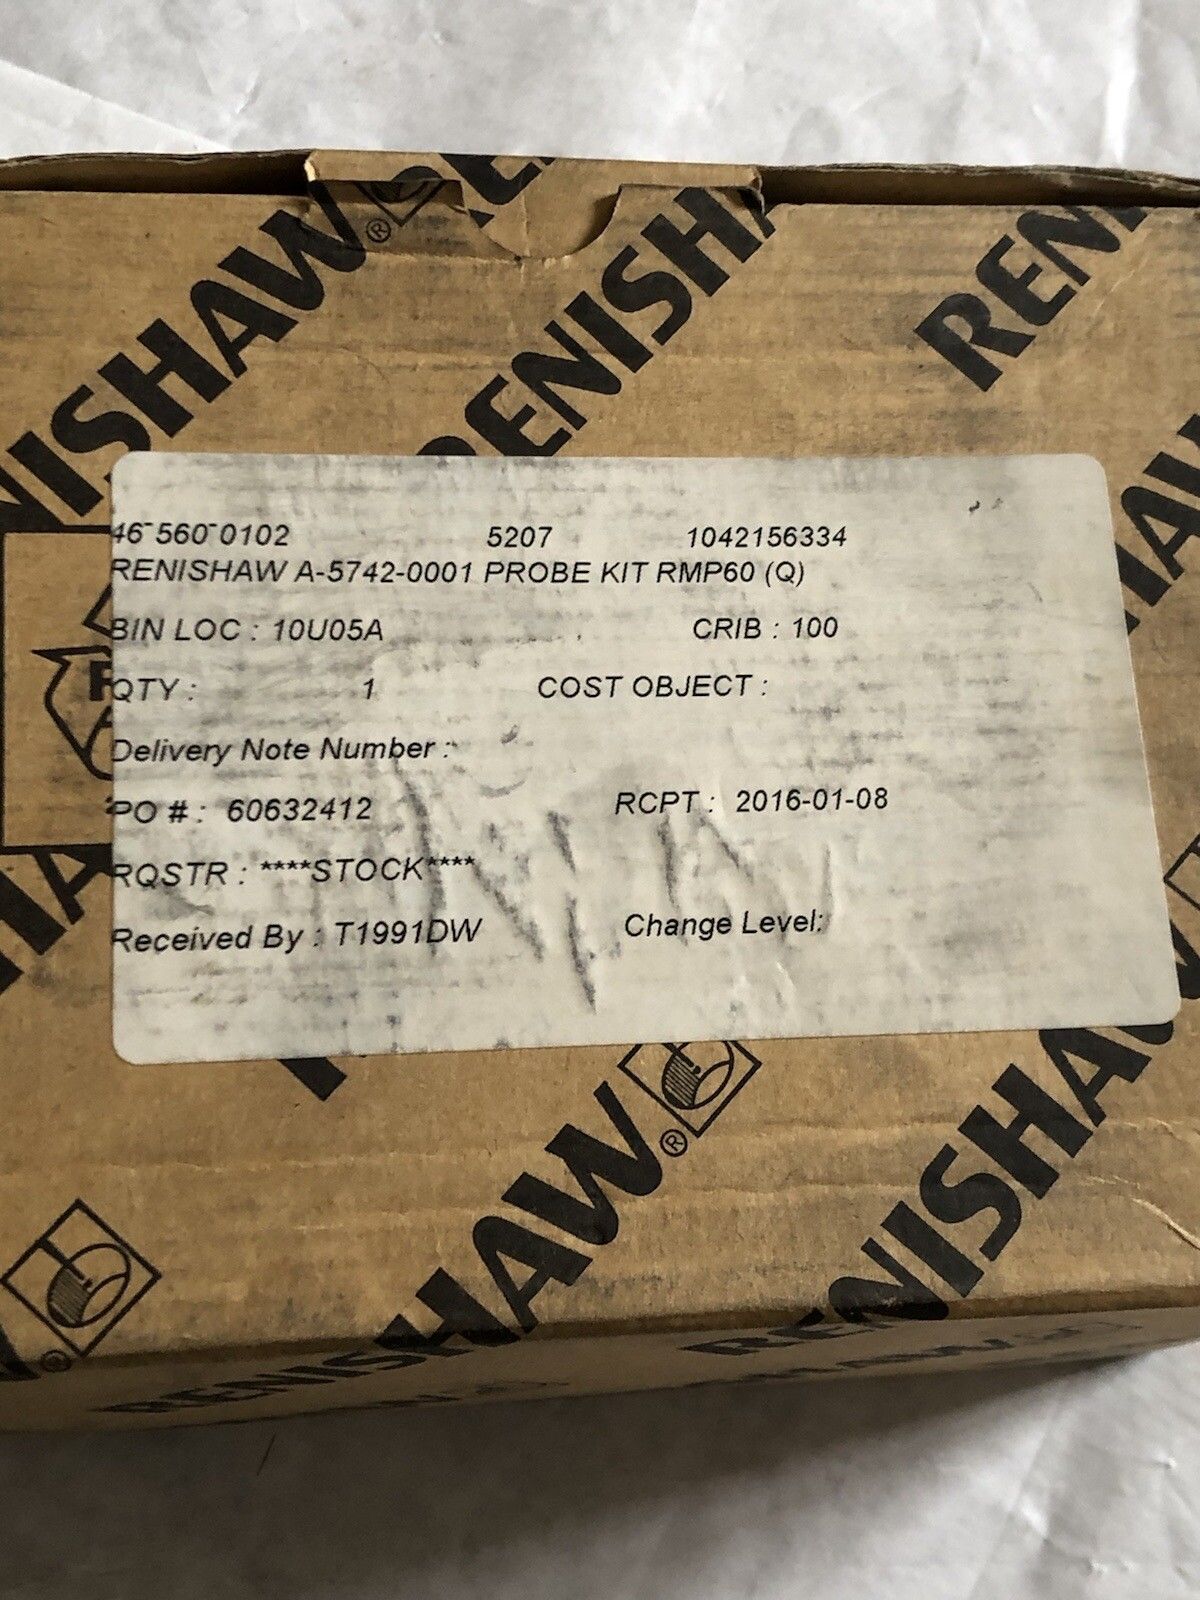 RENISHAW ®
RENISHAW
46-560-0102 5207 1042156334
RENISHAW A-5742-0001 PROBE KIT RMP60 (Q)
BIN LOC : 10U05A CRIB : 100
QTY : 1 COST OBJECT :
Delivery Note Number :
PO # : 60632412 RCPT : 2016-01-08
RQSTR : ****STOCK****
Received By : T1991DW Change Level:
RENISHAW ®
RENISHAW